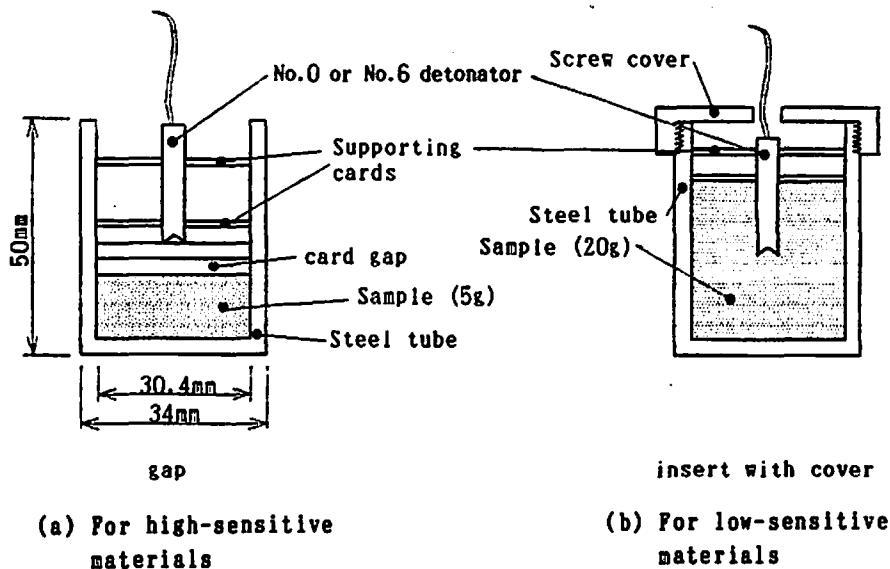 Screw cover
No.0 or No.6 detonator
Supporting
cards
50mm
Steel tube
Sample (20g)
card gap
Sample (5g)
Steel tube
30.4mm
34mm
gap
insert with cover
(a) For high-sensitive
materials
(b) For low-sensitive
materials